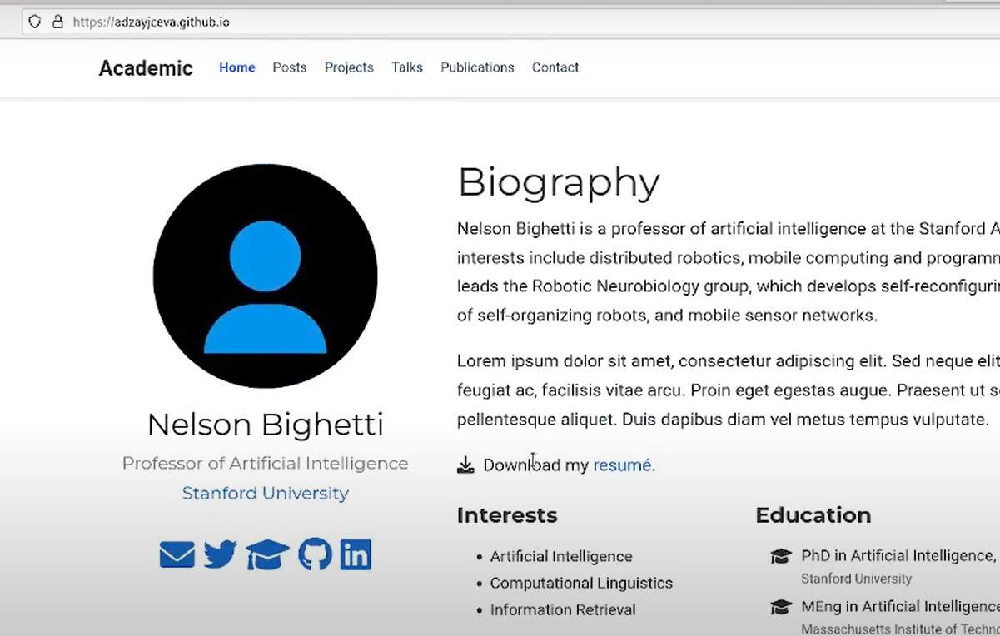 https://adzayjceva.github.io
Academic Home Posts Projects Talks Publications Contact
Biography
Nelson Bighetti is a professor of artificial intelligence at the Stanford A
interests include distributed robotics, mobile computing and programm
leads the Robotic Neurobiology group, which develops self-reconfigurin
of self-organizing robots, and mobile sensor networks.
Lorem ipsum dolor sit amet, consectetur adipiscing elit. Sed neque elit
feugiat ac, facilisis vitae arcu. Proin eget egestas augue. Praesent ut s
pellentesque aliquet. Duis dapibus diam vel metus tempus vulputate.
Download my resumé.
Nelson Bighetti
Professor of Artificial Intelligence
Stanford University
in
Interests
Artificial Intelligence
Computational Linguistics
Information Retrieval
Education
PhD in Artificial Intelligence,
Stanford University
MEng in Artificial Intelligence
Massachusetts Institute of Techno